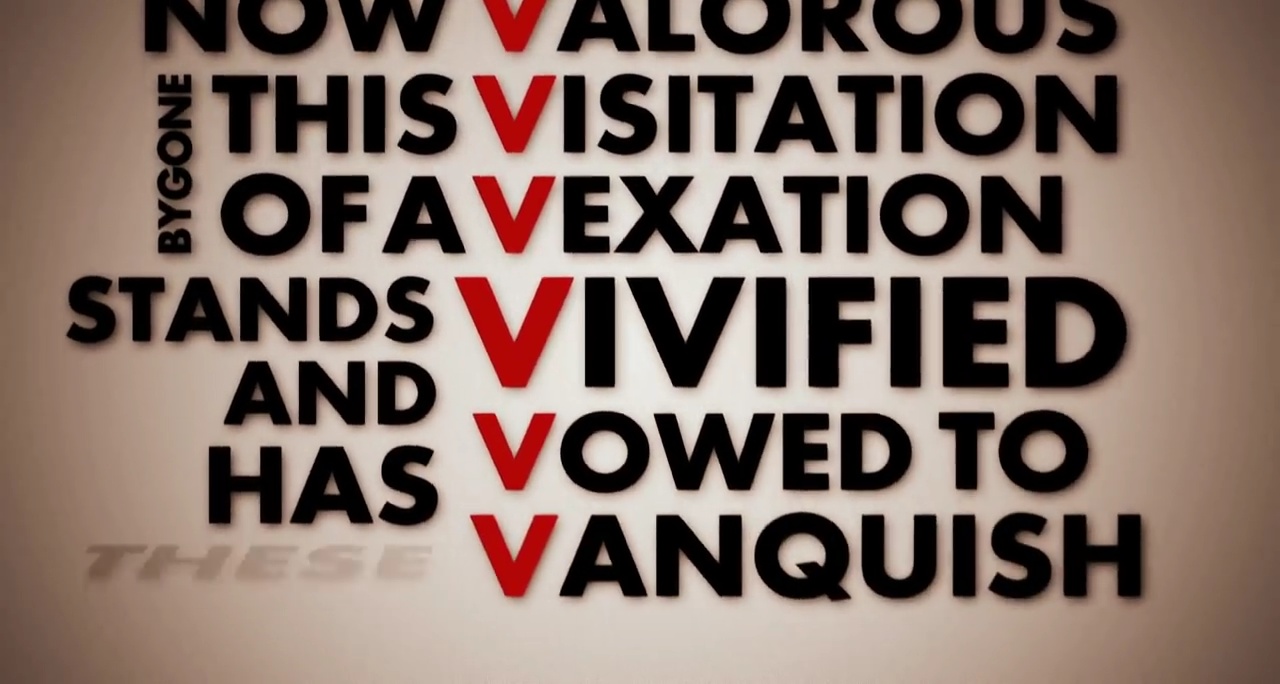 NOW VALOROUS
THIS VISITATION
BYGONE
OF A VEXATION
STANDS VIVIFIED
AND
HAS VOWED TO
THESE VANQUISH